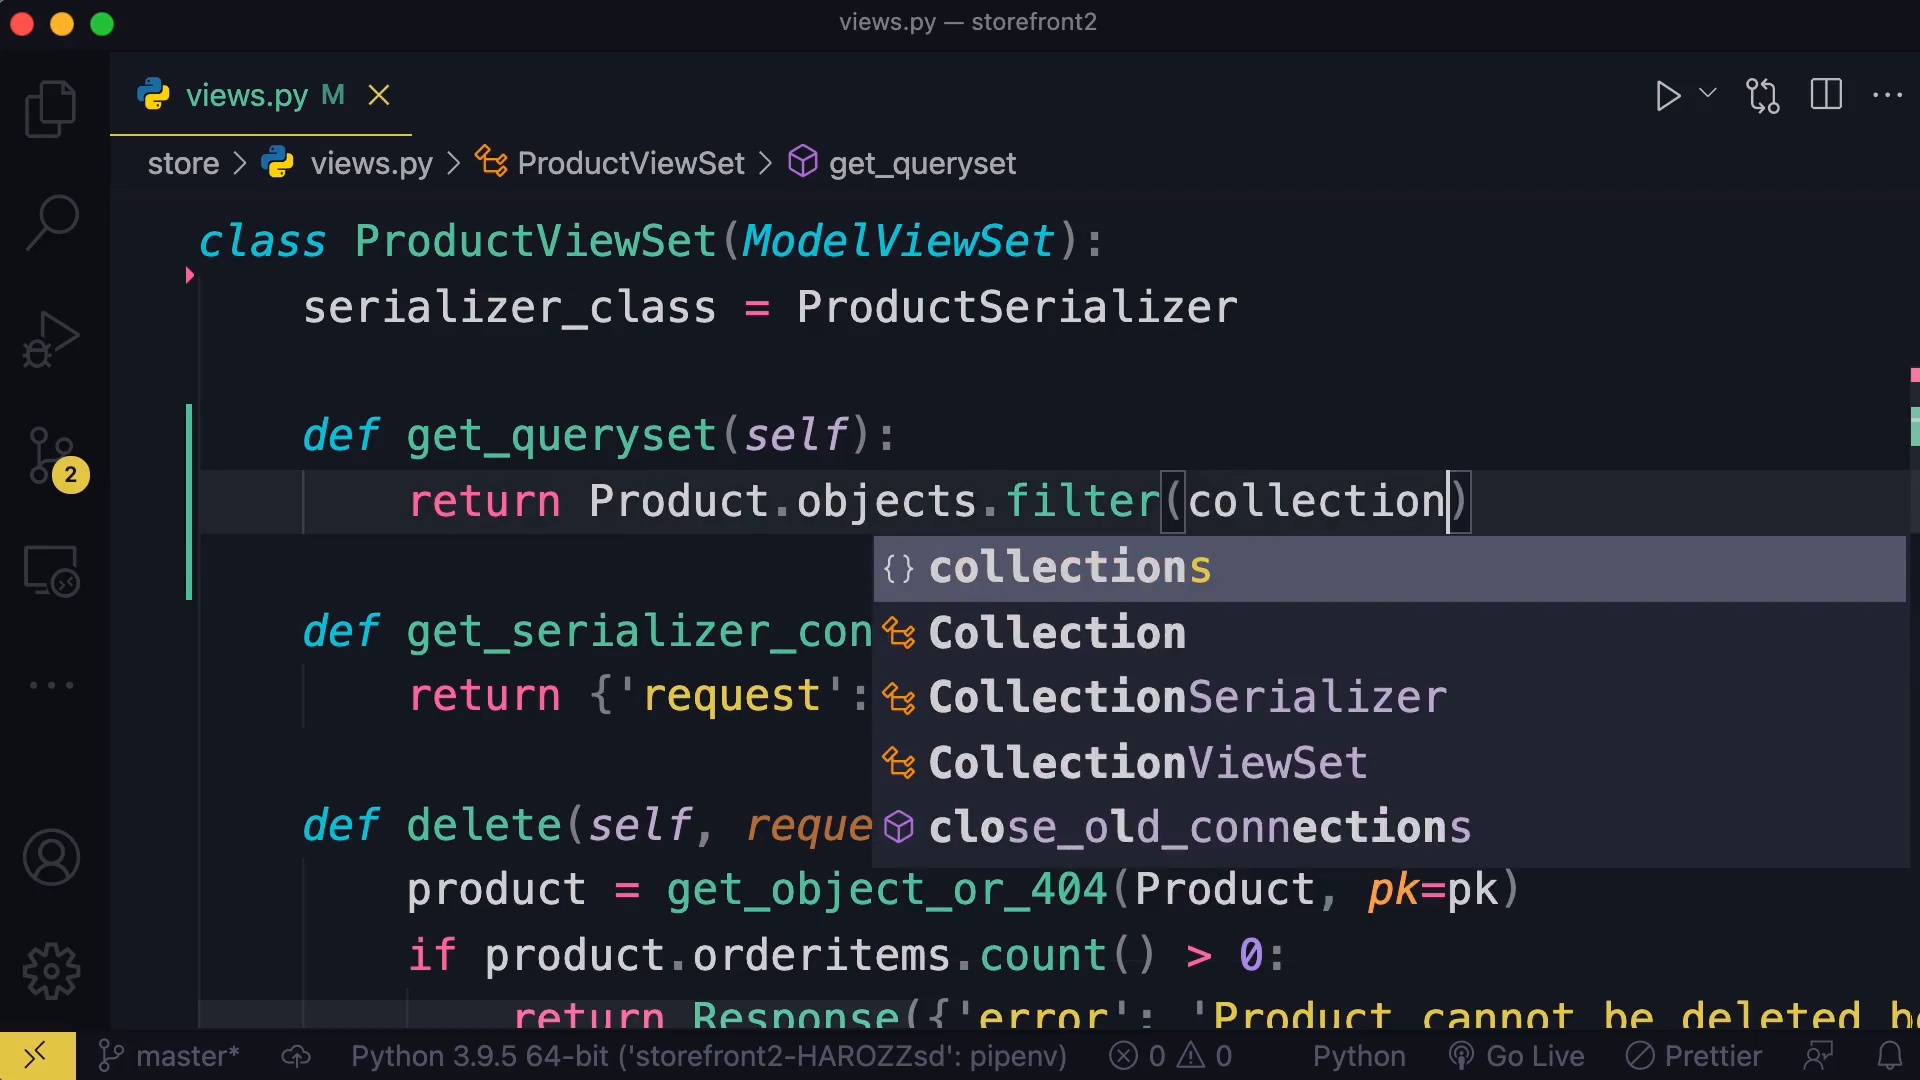 views.py — storefront2
views.py M
store > views.py > ProductViewSet > get_queryset
class ProductViewSet(ModelViewSet):
serializer_class = ProductSerializer
def get_queryset(self):
return Product.objects.filter(collection)
{} collections
def get_serializer_con
Collection
return {'request':
CollectionSerializer
CollectionViewSet
def delete(self, reque
close_old_connections
product = get_object_or_404(Product, pk=pk)
if product.orderitems.count() > 0:
return Response({'error': 'Product cannot be deleted b
2
master* Python 3.9.5 64-bit ('storefront2-HAROZZsd': pipenv) 0 0 Python Go Live Prettier